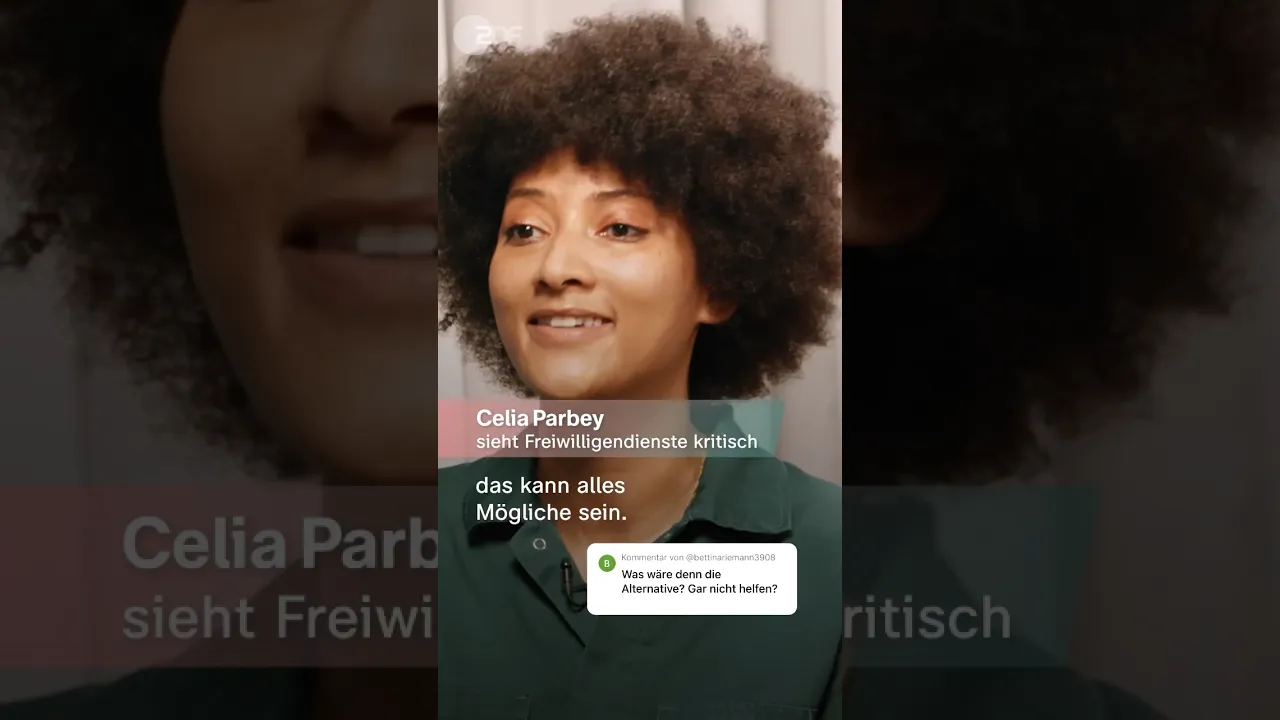 ZDF
Celia Parbey
sieht Freiwilligendienste kritisch
das kann alles
Mögliche sein.
B
Kommentar von @bettinariemann3908
Was wäre denn die
Alternative? Gar nicht helfen?
Celia Parb
sieht Freiwi
ritisch